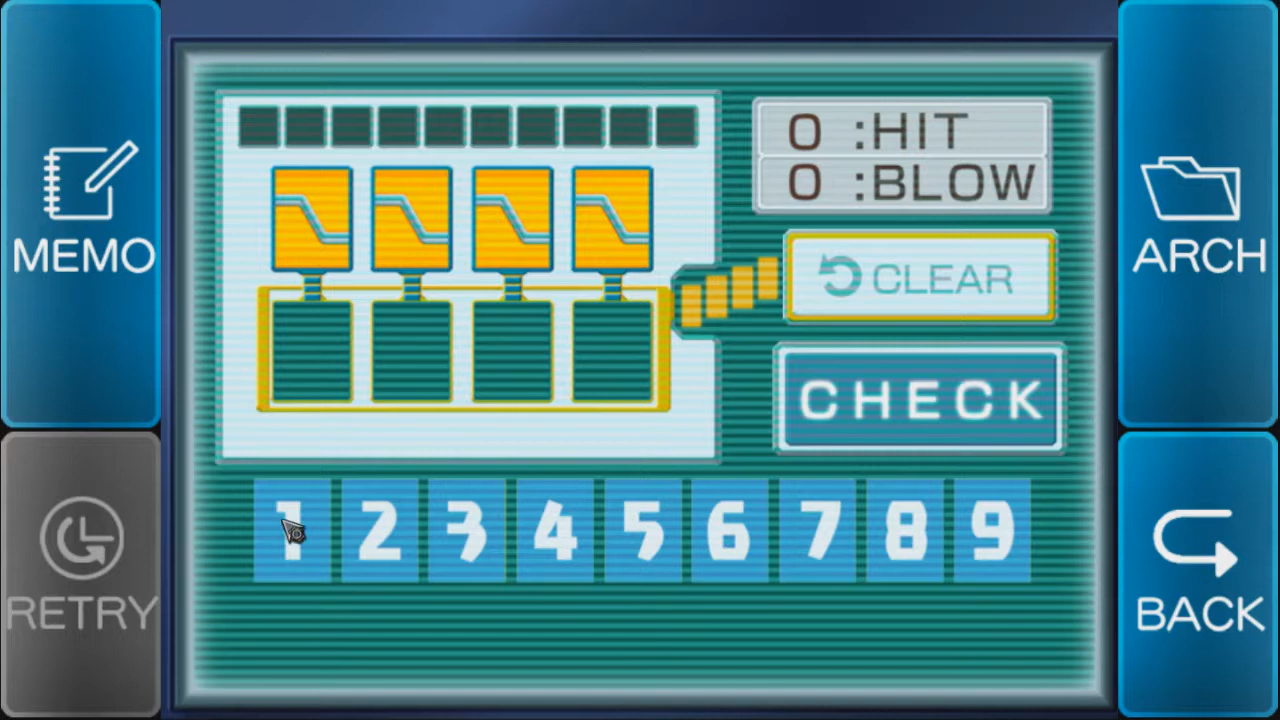 MEMO
RETRY
0 :HIT
0 :BLOW
CLEAR
CHECK
1 2 3 4 5 6 7 8 9
ARCH
BACK